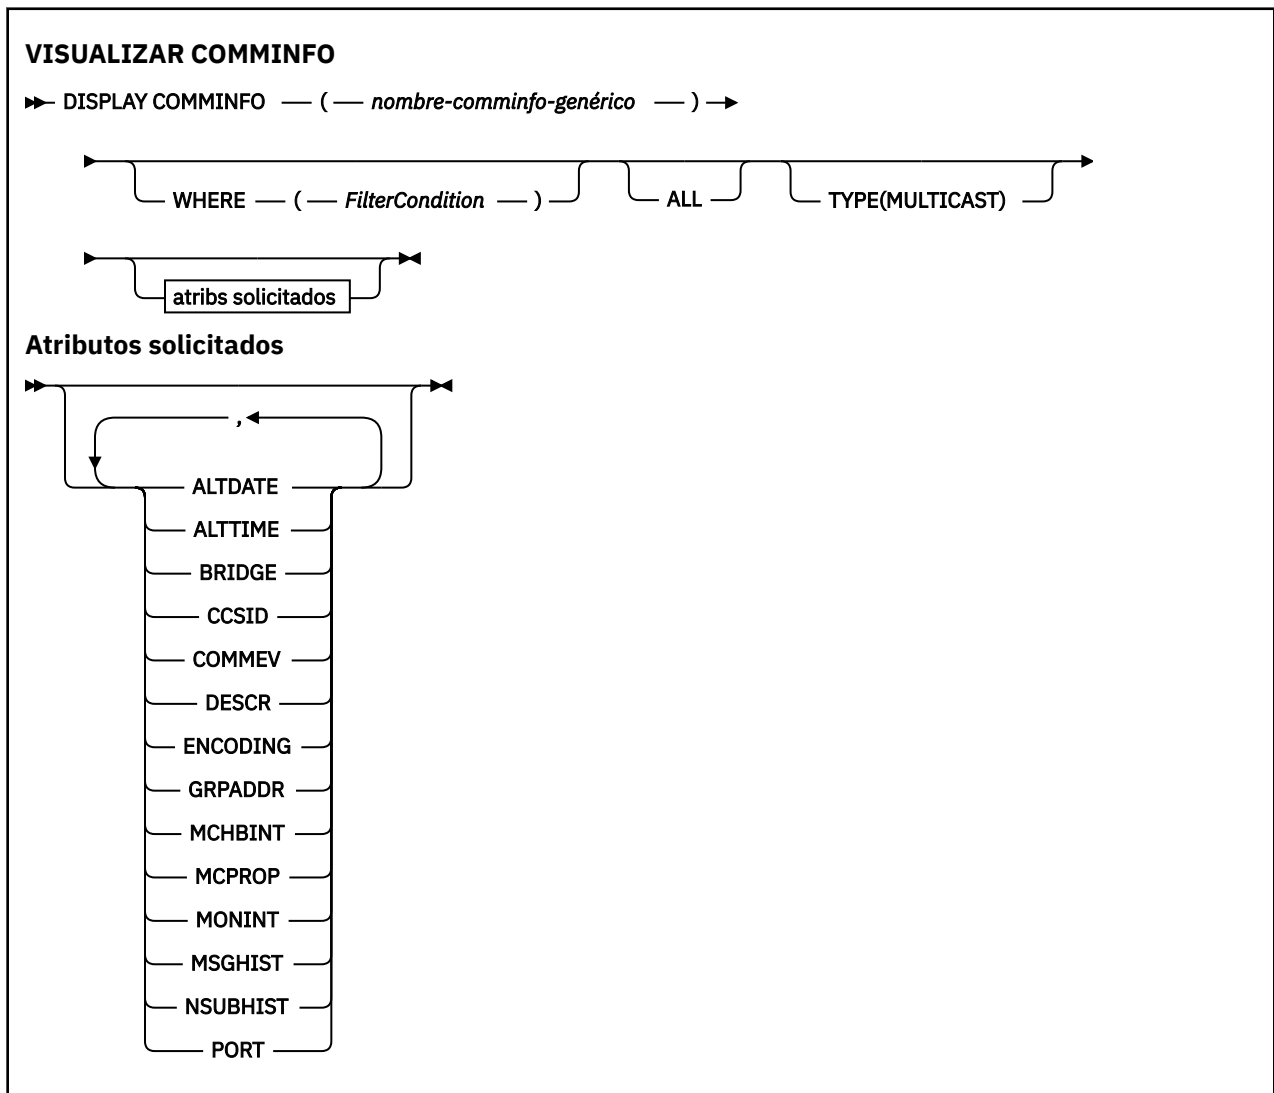 VISUALIZAR COMMINFO
DISPLAY COMMINFO ( nombre-comminfo-genérico )
WHERE ( FilterCondition ) ALL TYPE(MULTICAST)
atribs solicitados
Atributos solicitados
,
ALTDATE
ALTTIME
BRIDGE
CCSID
COMMEV
DESCR
ENCODING
GRPADDR
MCHBINT
MCPROP
MONINT
MSGHIST
NSUBHIST
PORT